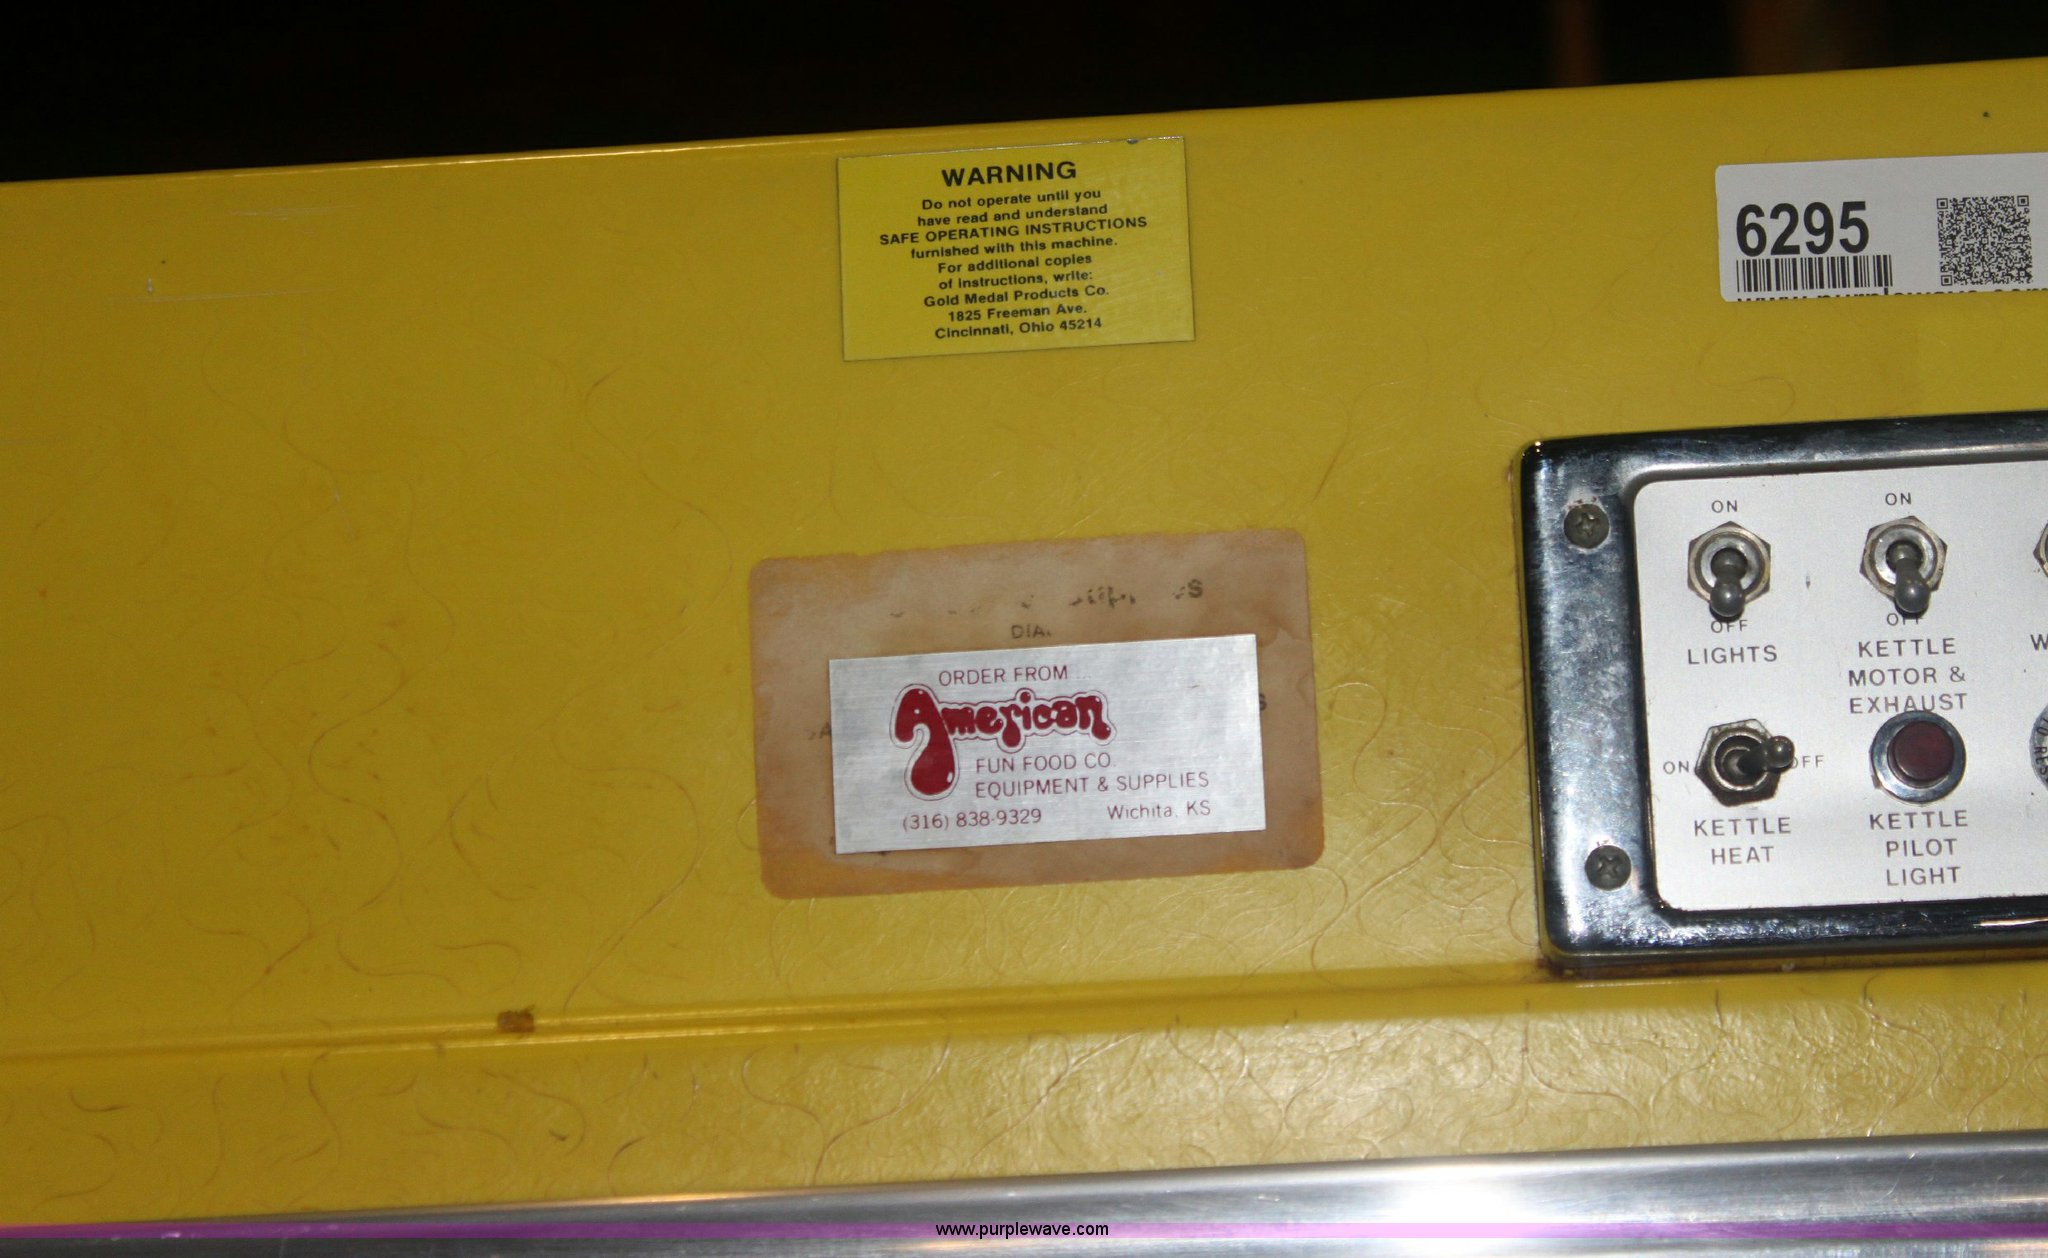 WARNING
Do not operate until you
have read and understand
SAFE OPERATING INSTRUCTIONS
furnished with this machine.
For additional copies
of instructions, write:
Gold Medal Products Co.
1825 Freeman Ave.
Cincinnati, Ohio 45214
6295
ORDER FROM
American
FUN FOOD CO.
EQUIPMENT & SUPPLIES
(316) 838-9329 Wichita, KS
ON
OFF
LIGHTS
ON
OFF
KETTLE
MOTOR &
EXHAUST
ON OFF
KETTLE
HEAT
KETTLE
PILOT
LIGHT
www.purplewave.com